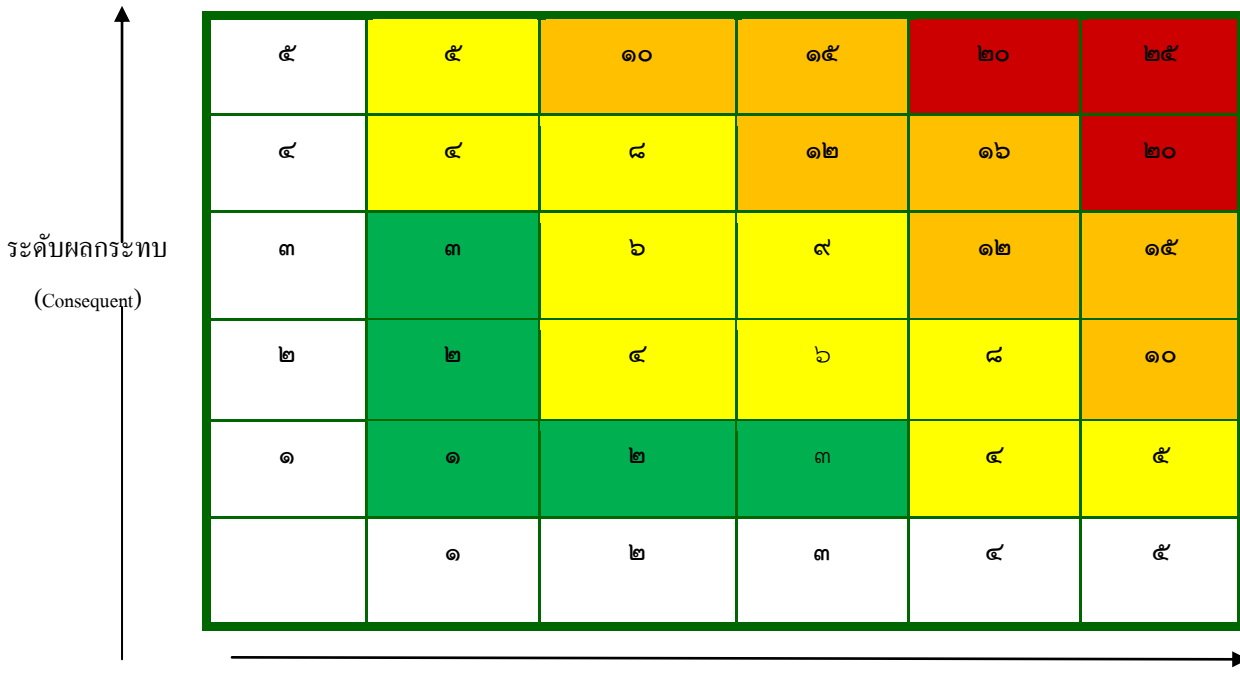 ๕ ๕ ๑๐ ๑๕ ๒๐ ๒๕
๔ ๔ ๘ ๑๒ ๑๖ ๒๐
ระดับผลกระทบ
(Consequent)
๓ ๓ ๖ ๙ ๑๒ ๑๕
๒ ๒ ๔ ๖ ๘ ๑๐
๑ ๑ ๒ ๓ ๔ ๕
๑ ๒ ๓ ๔ ๕